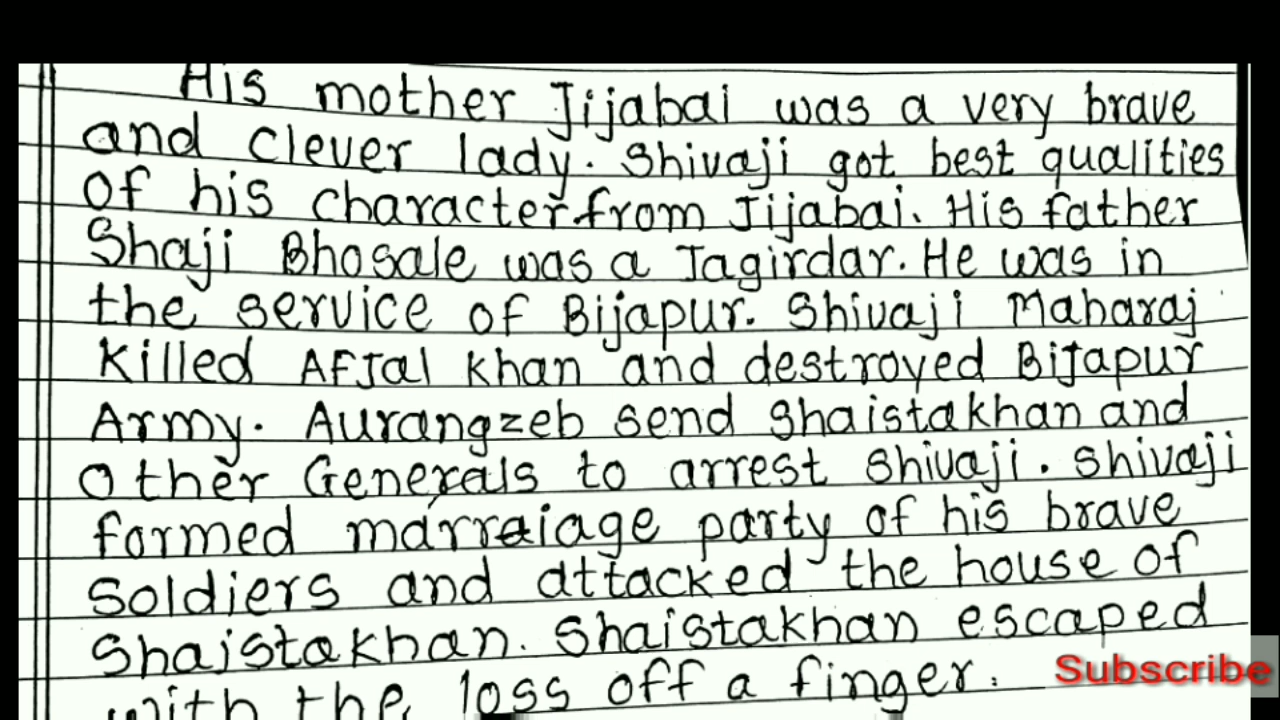 His mother Jijabai was a very brave
and clever lady. Shivaji got best qualities
of his character from Jijabai. His father
Shaji Bhosale was a Jagirdar. He was in
the service of Bijapur. Shivaji Maharaj
killed Afjal khan and destroyed Bijapur
Army. Aurangzeb send shaistakhan and
Other Generals to arrest shivaji. shivaji
formed marraiage party of his brave
soldiers and attacked the house of
Shaistakhan. Shaistakhan escaped
with the loss off a finger.
Subscribe